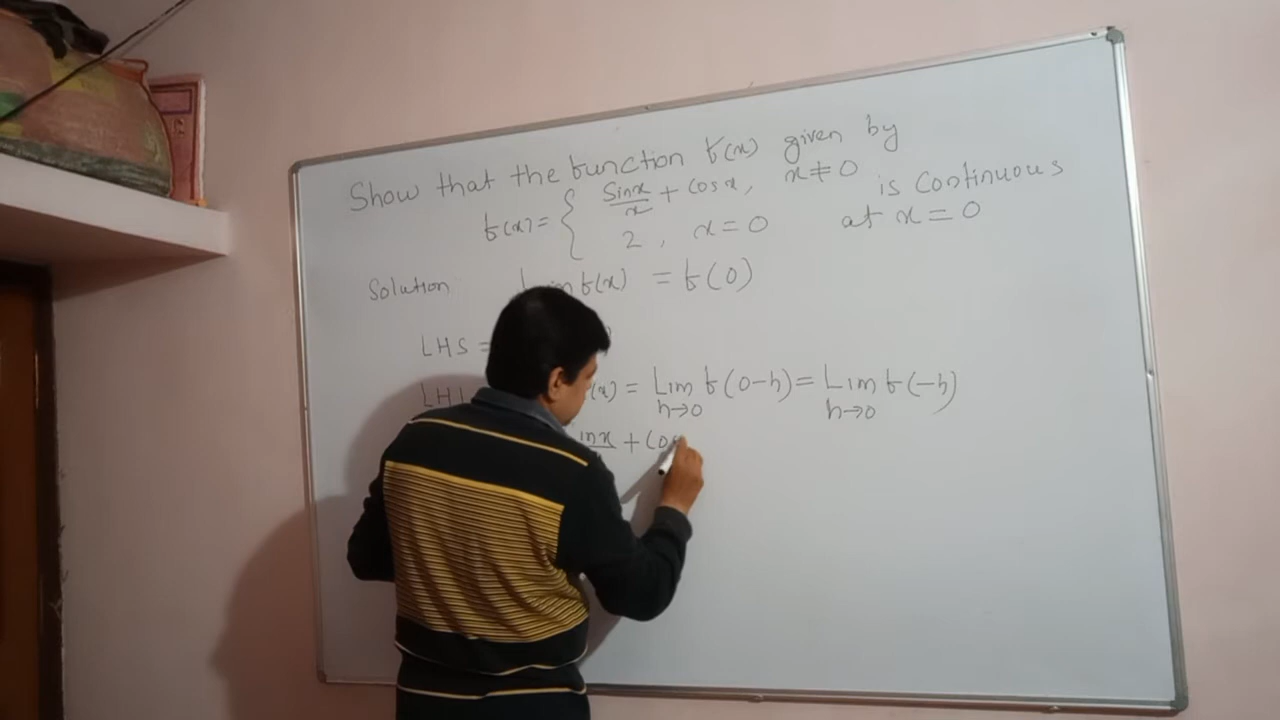 Show that the function f(x) given by
f(x) = { sinx/x + cos x, x ≠ 0 is Continuous
2, x = 0 at x = 0
Solution f(x) = f(0)
LHS =
(x) = Lim h→0 f(0-h) = Lim h→0 f(-h)
inx + Co